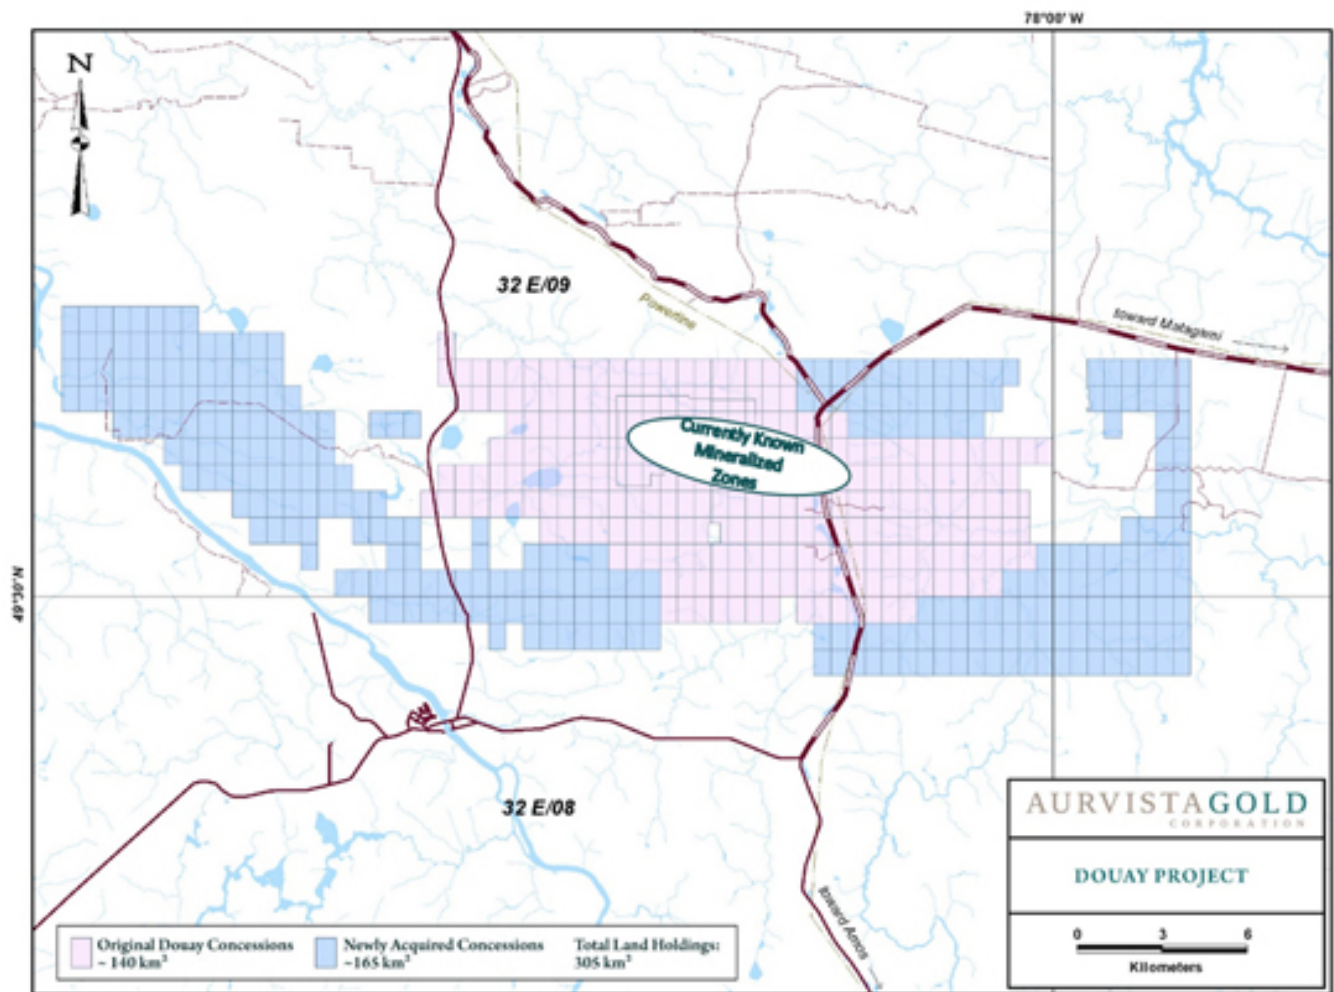 78°00' W
N
32 E/09
Powerline
toward Matagami
Currently Known
Mineralized
Zones
49°30'N
32 E/08
toward Amos
AURVISTAGOLD
CORPORATION
DOUAY PROJECT
0 3 6
Kilometers
Original Douay Concessions
~ 140 km²
Newly Acquired Concessions
~165 km²
Total Land Holdings:
305 km²